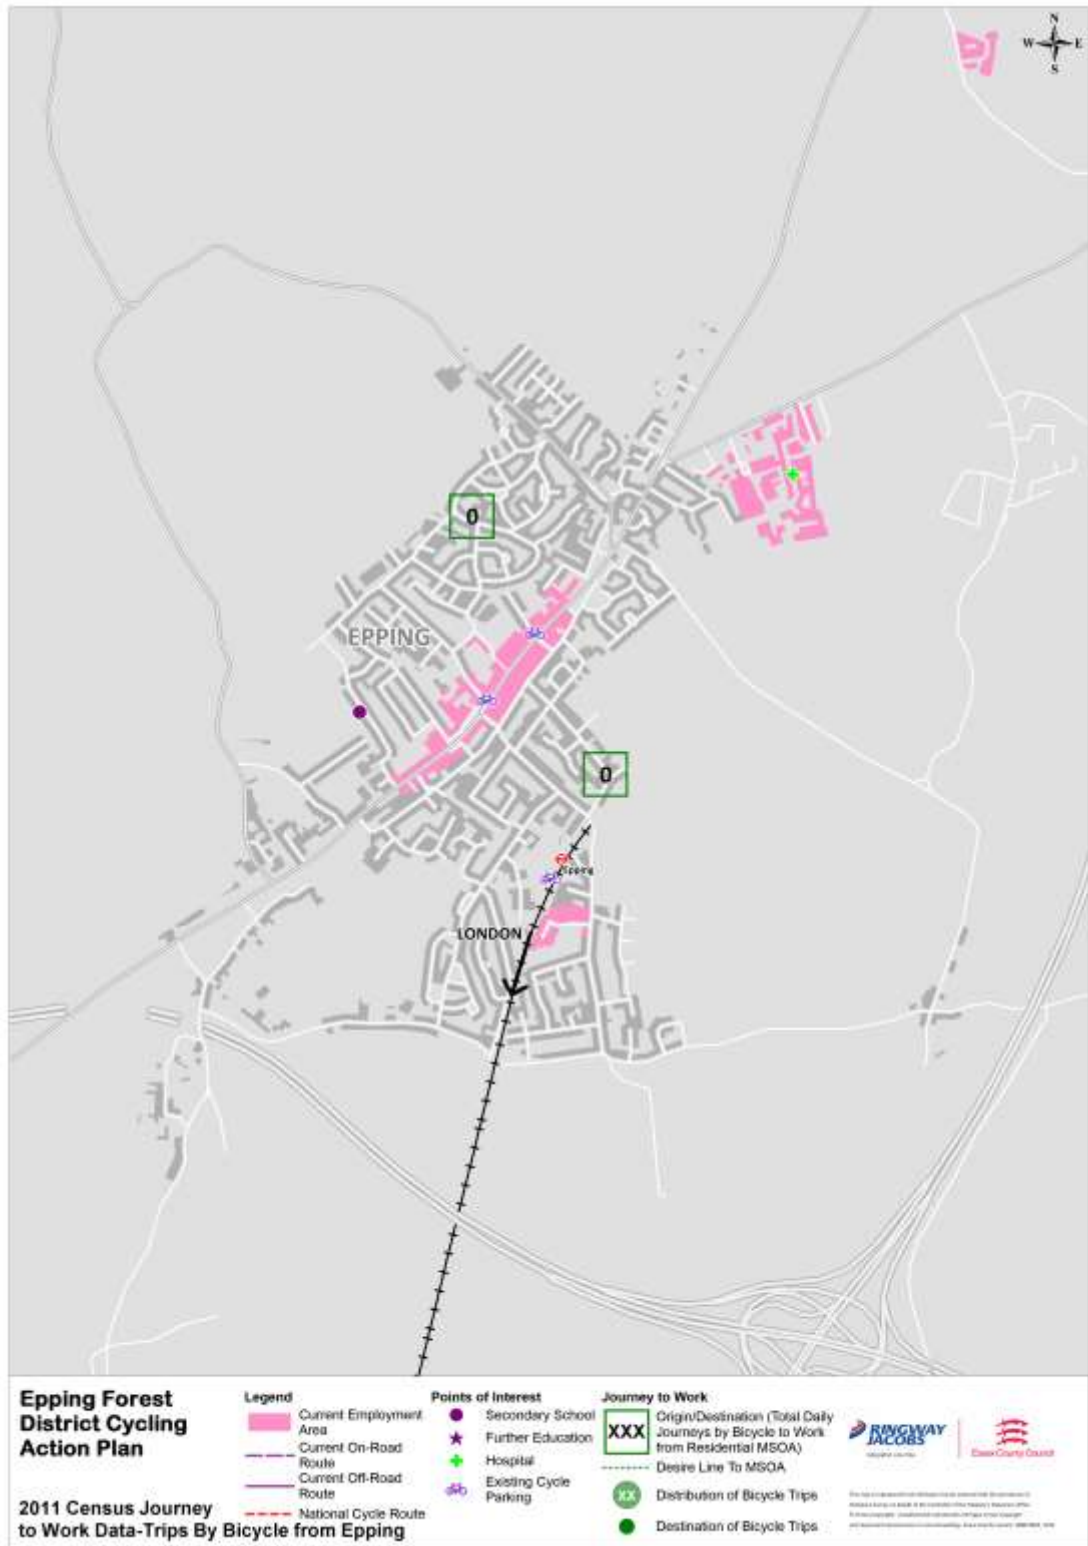 N
W E
S
0
EPPING
0
Epping
LONDON
Epping Forest
District Cycling
Action Plan
2011 Census Journey
to Work Data-Trips By Bicycle from Epping
Legend
Current Employment
Area
Current On-Road
Route
Current Off-Road
Route
National Cycle Route
Points of Interest
Secondary School
Further Education
Hospital
Existing Cycle
Parking
Journey to Work
XXX
Origin/Destination (Total Daily
Journeys by Bicycle to Work
from Residential MSOA)
Desire Line To MSOA
XX
Distribution of Bicycle Trips
Destination of Bicycle Trips
RINGWAY
JACOBS
Essex County Council